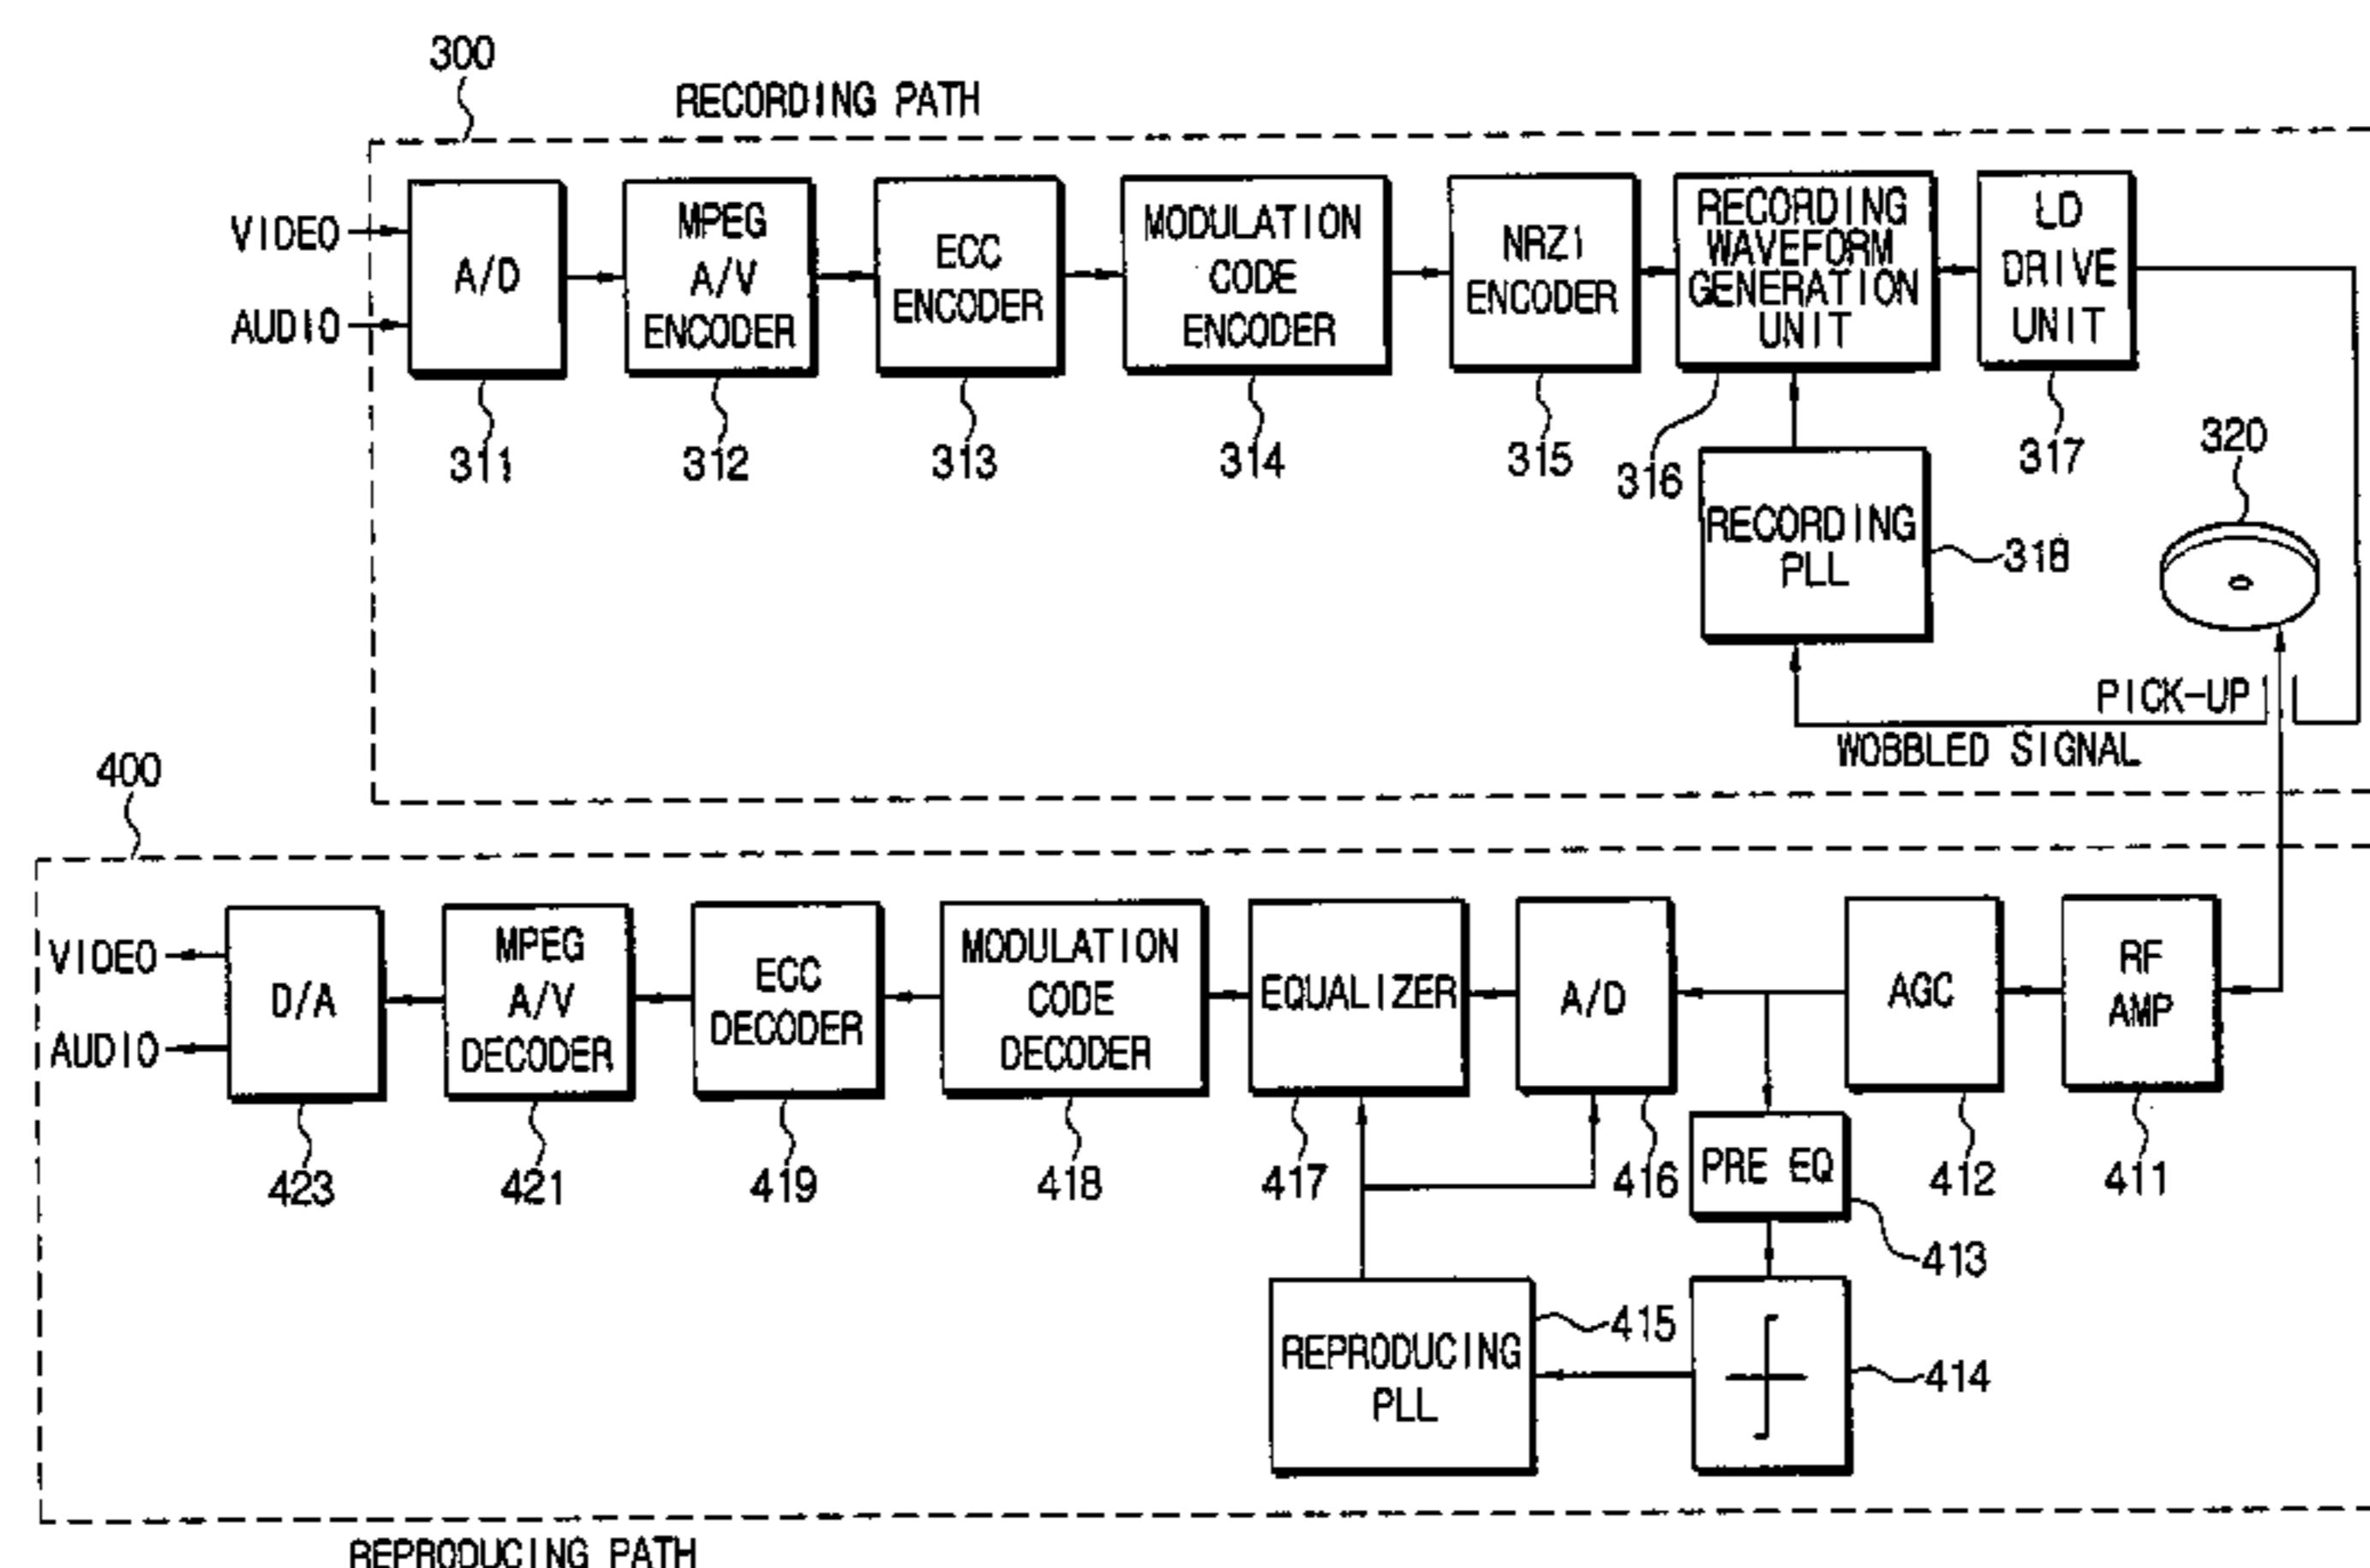 300
RECORDING PATH
VIDEO
AUDIO
A/D
MPEG
A/V
ENCODER
ECC
ENCODER
MODULATION
CODE
ENCODER
NRZ1
ENCODER
RECORDING
WAVEFORM
GENERATION
UNIT
LD
DRIVE
UNIT
311
312
313
314
315
316
317
320
RECORDING
PLL
318
PICK-UP
WOBBLED SIGNAL
400
VIDEO
AUDIO
D/A
MPEG
A/V
DECODER
ECC
DECODER
MODULATION
CODE
DECODER
EQUALIZER
A/D
AGC
RF
AMP
423
421
419
418
417
416
PRE EQ
412
411
413
REPRODUCING
PLL
415
414
REPRODUCING PATH